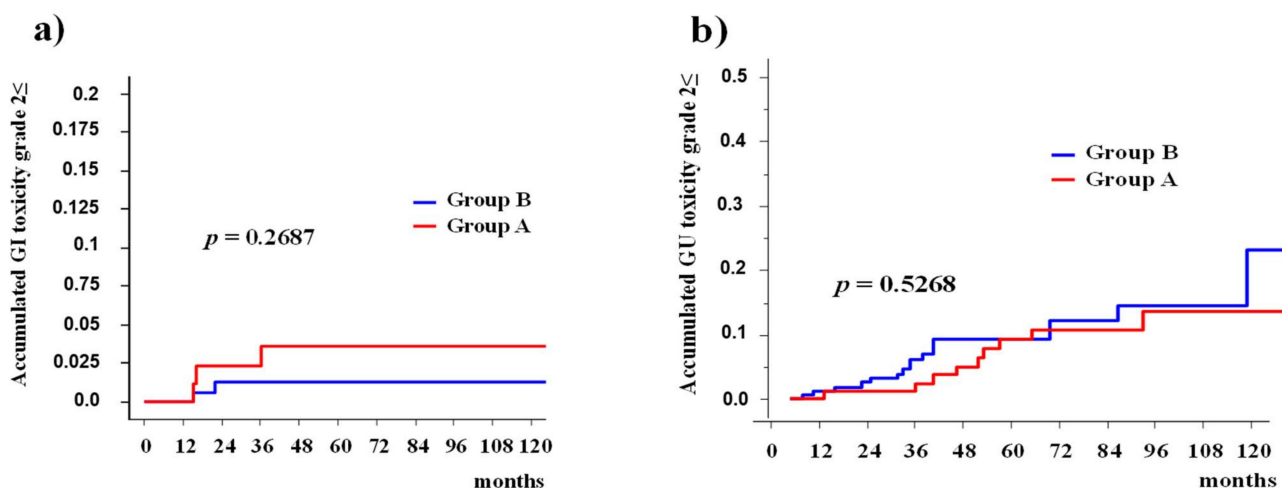 a)
Accumulated GI toxicity grade 2≤
0.2
0.175
0.15
0.125
0.1
0.075
0.05
0.025
0.0
Group B
Group A
p = 0.2687
0 12 24 36 48 60 72 84 96 108 120
months
b)
Accumulated GU toxicity grade 2≤
0.5
0.4
0.3
0.2
0.1
0.0
Group B
Group A
p = 0.5268
0 12 24 36 48 60 72 84 96 108 120
months